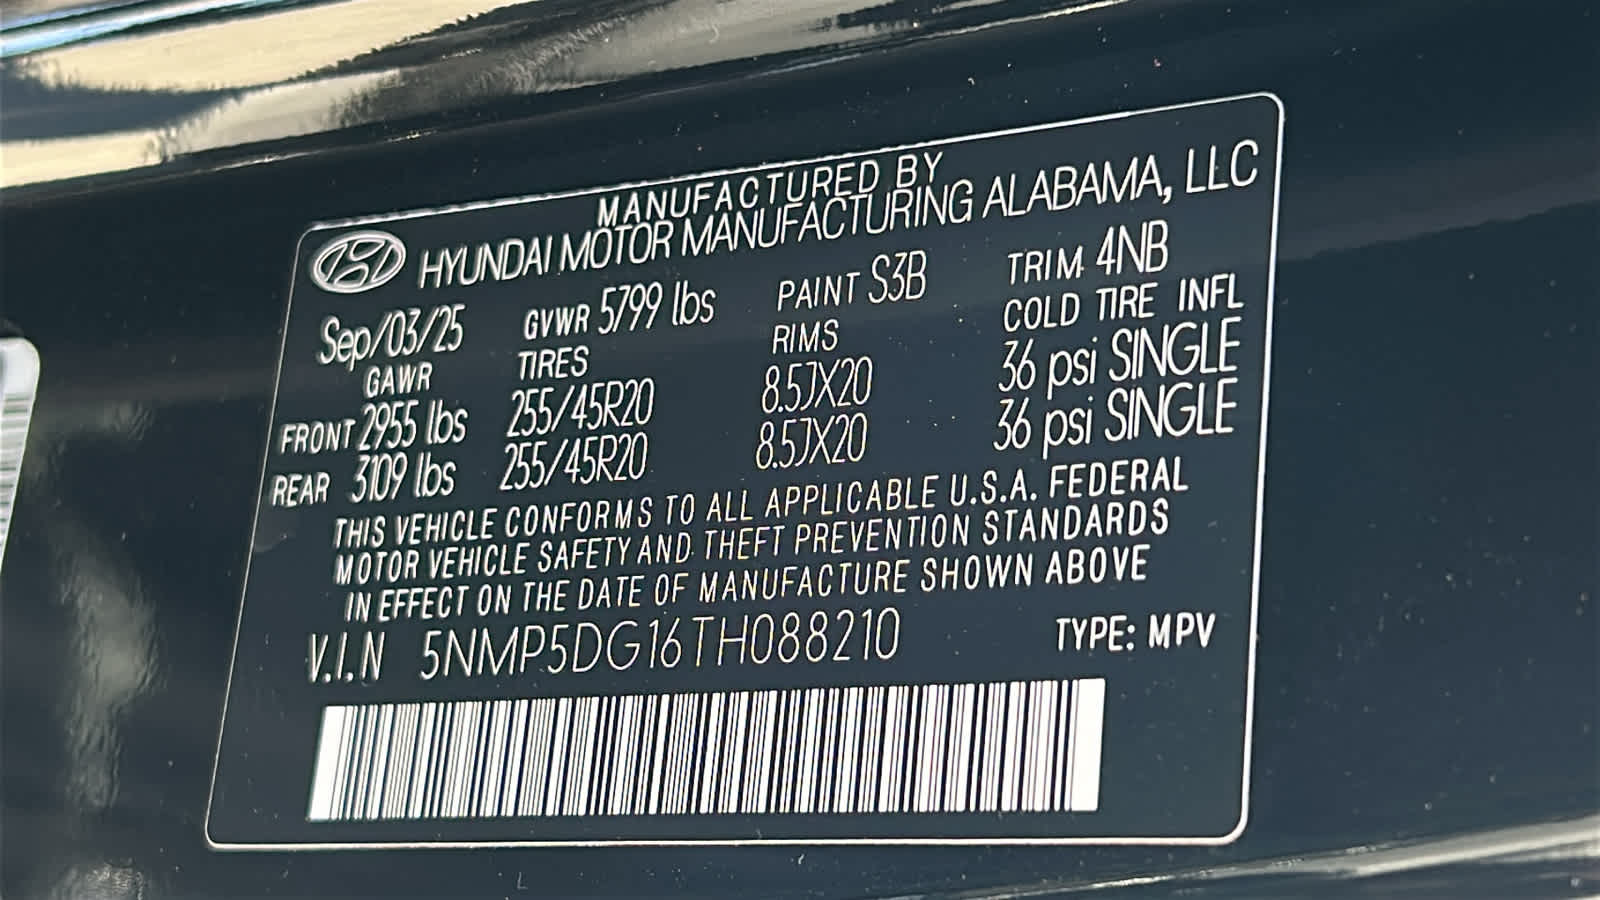 MANUFACTURED BY
HYUNDAI MOTOR MANUFACTURING ALABAMA, LLC
Sep/03/25 GVWR 5799 lbs PAINT S3B TRIM 4NB
GAWR TIRES RIMS COLD TIRE INFL
FRONT 2955 lbs 255/45R20 8.5JX20 36 psi SINGLE
REAR 3109 lbs 255/45R20 8.5JX20 36 psi SINGLE
THIS VEHICLE CONFORMS TO ALL APPLICABLE U.S.A. FEDERAL
MOTOR VEHICLE SAFETY AND THEFT PREVENTION STANDARDS
IN EFFECT ON THE DATE OF MANUFACTURE SHOWN ABOVE
V.I.N 5NMP5DG16TH088210 TYPE: MPV